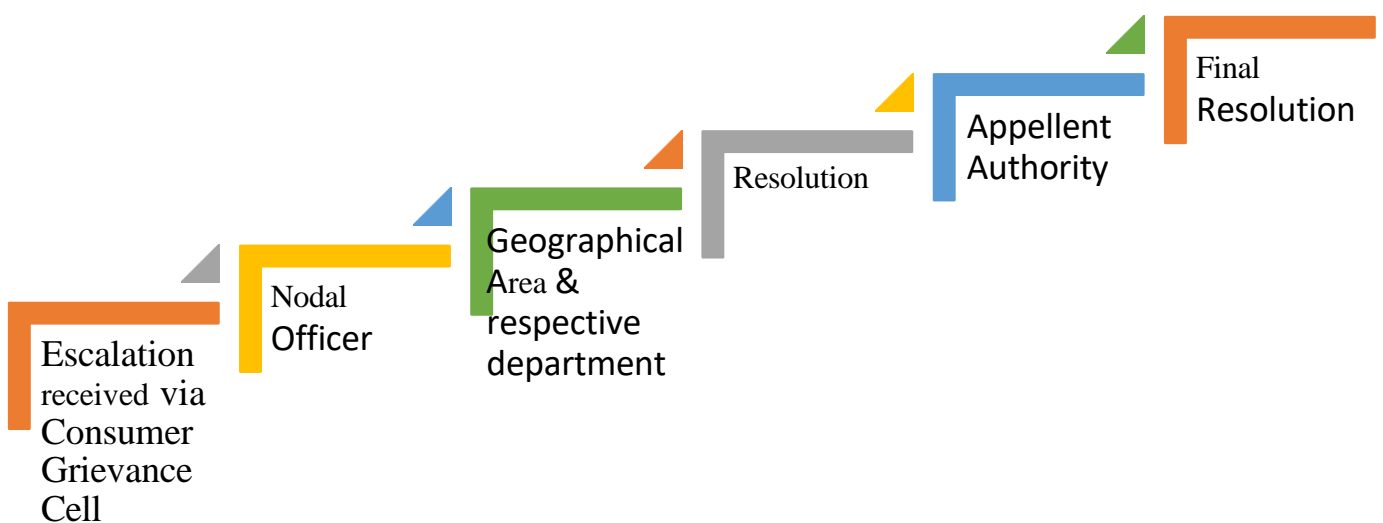 Escalation
received via
Consumer
Grievance
Cell
Nodal
Officer
Geographical
Area &
respective
department
Resolution
Appellent
Authority
Final
Resolution